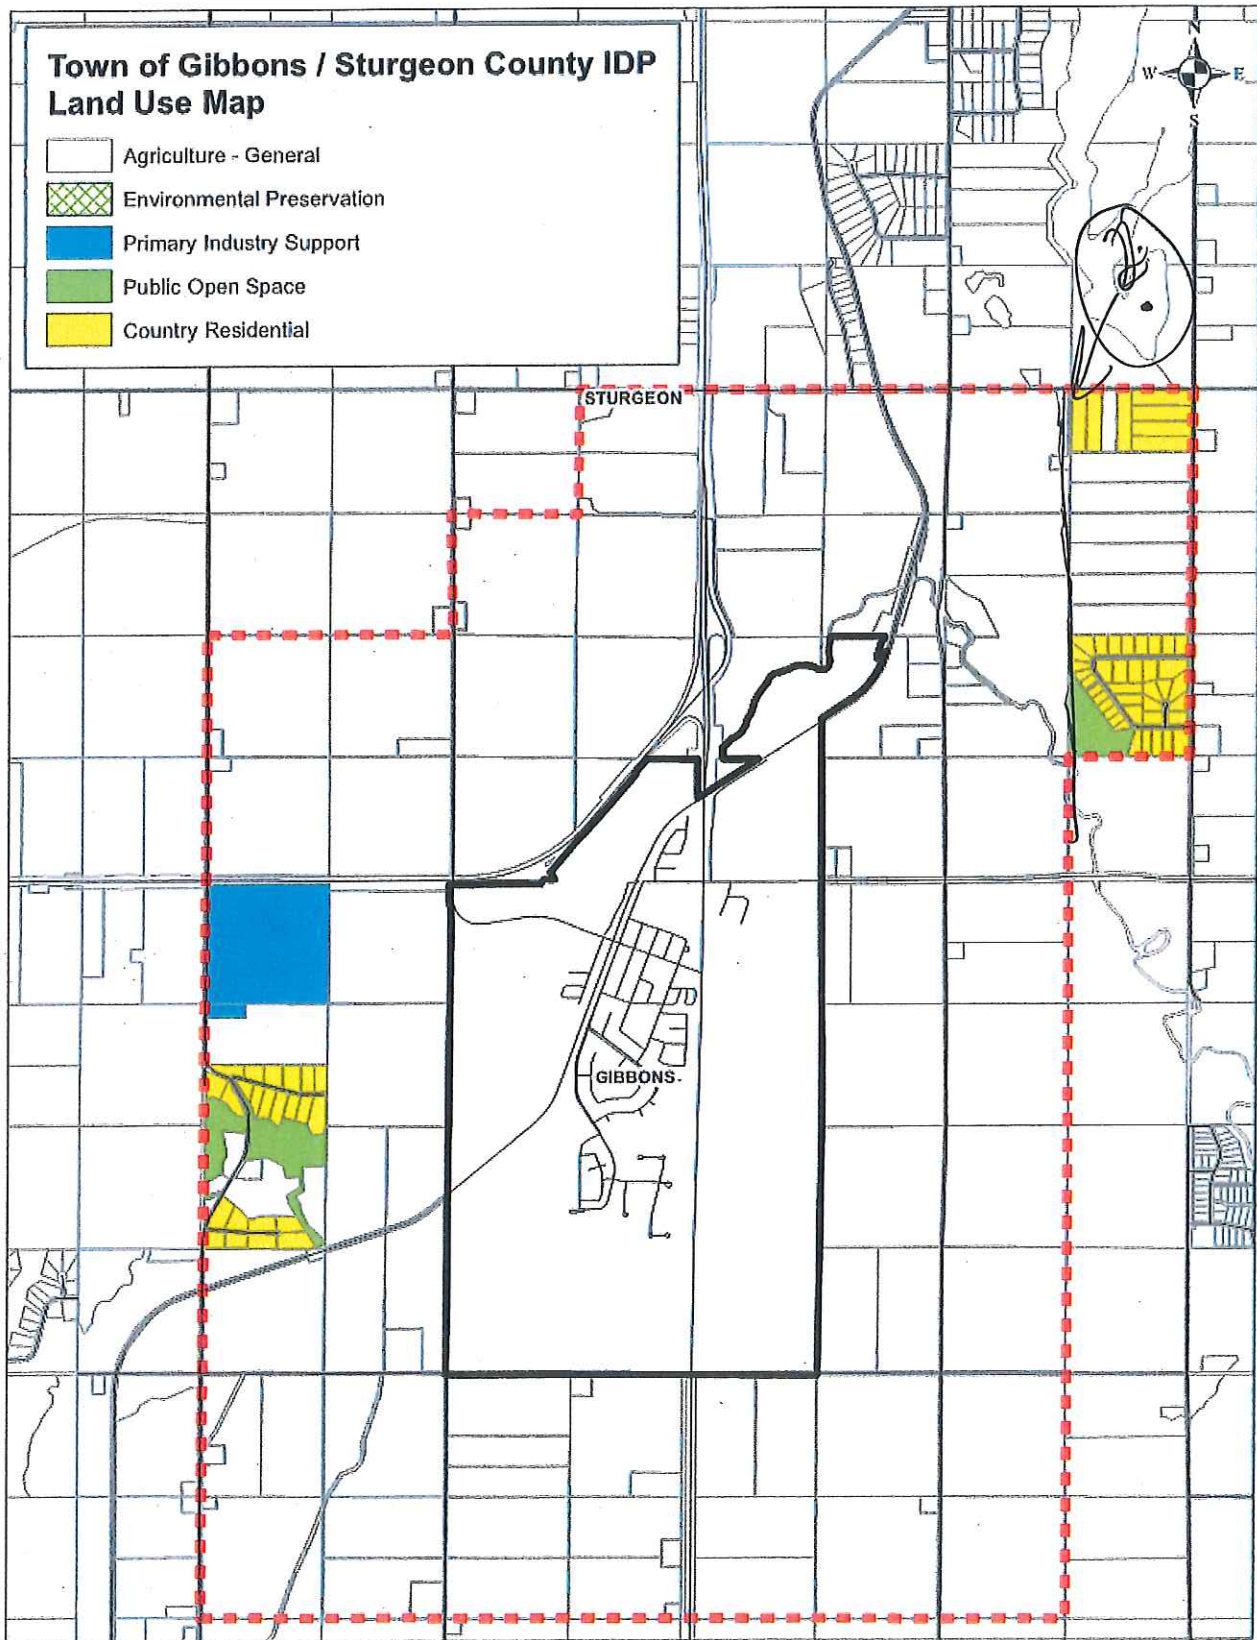 Town of Gibbons / Sturgeon County IDP
Land Use Map
Agriculture - General
Environmental Preservation
Primary Industry Support
Public Open Space
Country Residential
N
W E
S
STURGEON
GIBBONS